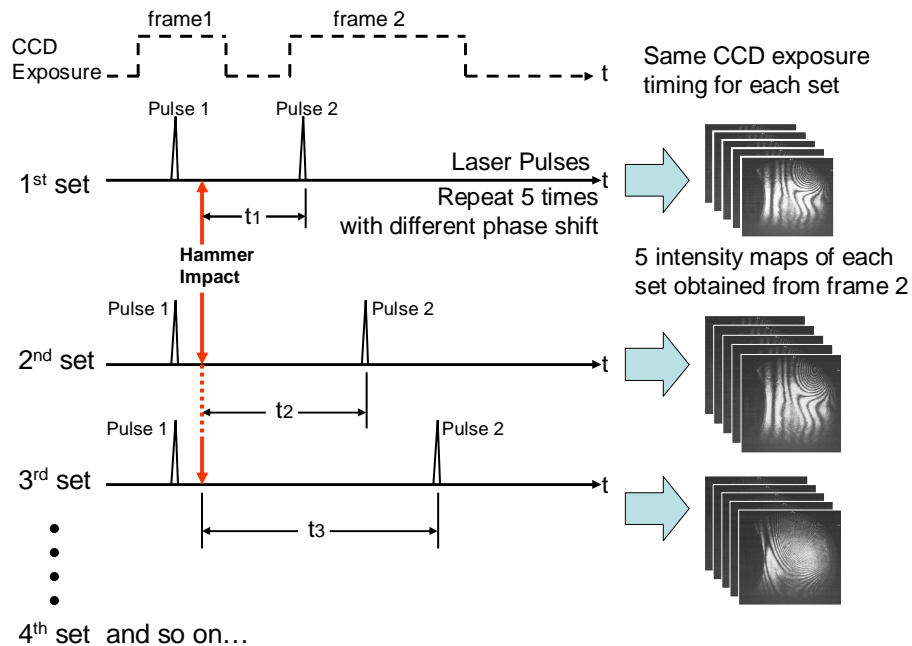 frame1
frame 2
CCD
Exposure
t
Same CCD exposure
timing for each set
Pulse 1
Pulse 2
Laser Pulses
t
1st set
t1
Repeat 5 times
with different phase shift
Hammer
Impact
5 intensity maps of each
set obtained from frame 2
Pulse 1
Pulse 2
2nd set
t
t2
Pulse 1
Pulse 2
3rd set
t
t3
4th set and so on…